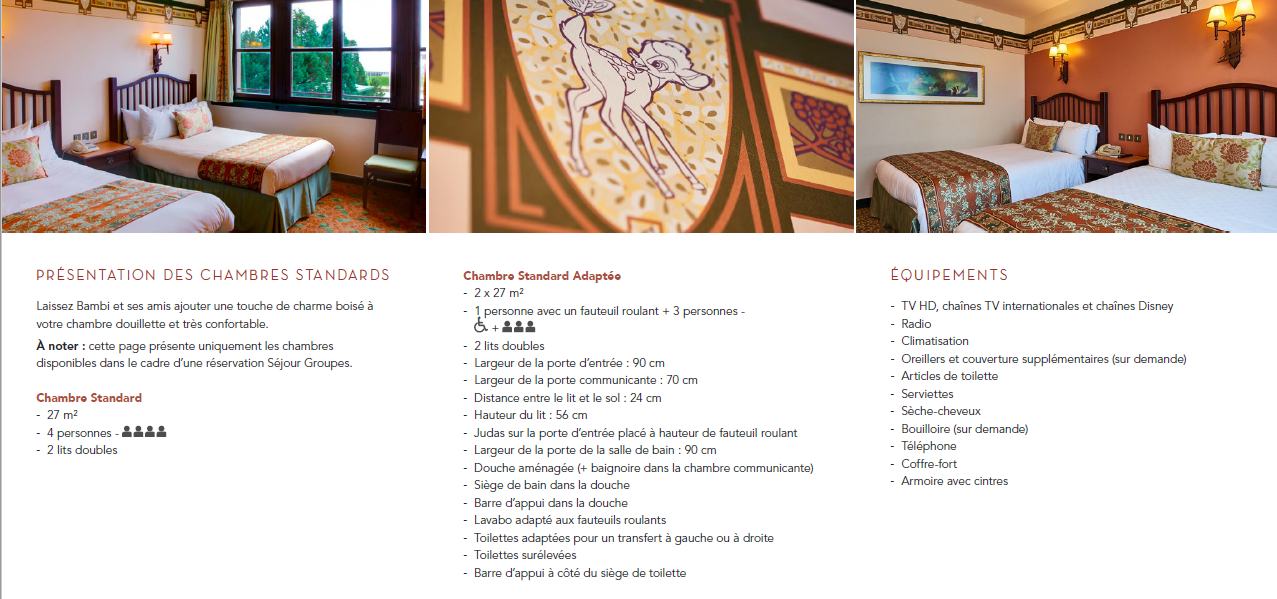 PRÉSENTATION DES CHAMBRES STANDARDS
Laissez Bambi et ses amis ajouter une touche de charme boisé à
votre chambre douillette et très confortable.
À noter : cette page présente uniquement les chambres
disponibles dans le cadre d’une réservation Séjour Groupes.
Chambre Standard
- 27 m²
- 4 personnes -
- 2 lits doubles
Chambre Standard Adaptée
- 2 x 27 m²
- 1 personne avec un fauteuil roulant + 3 personnes -
+
- 2 lits doubles
- Largeur de la porte d’entrée : 90 cm
- Largeur de la porte communicante : 70 cm
- Distance entre le lit et le sol : 24 cm
- Hauteur du lit : 56 cm
- Judas sur la porte d’entrée placé à hauteur de fauteuil roulant
- Largeur de la porte de la salle de bain : 90 cm
- Douche aménagée (+ baignoire dans la chambre communicante)
- Siège de bain dans la douche
- Barre d’appui dans la douche
- Lavabo adapté aux fauteuils roulants
- Toilettes adaptées pour un transfert à gauche ou à droite
- Toilettes surélevées
- Barre d’appui à côté du siège de toilette
ÉQUIPEMENTS
- TV HD, chaînes TV internationales et chaînes Disney
- Radio
- Climatisation
- Oreillers et couverture supplémentaires (sur demande)
- Articles de toilette
- Serviettes
- Sèche-cheveux
- Bouilloire (sur demande)
- Téléphone
- Coffre-fort
- Armoire avec cintres